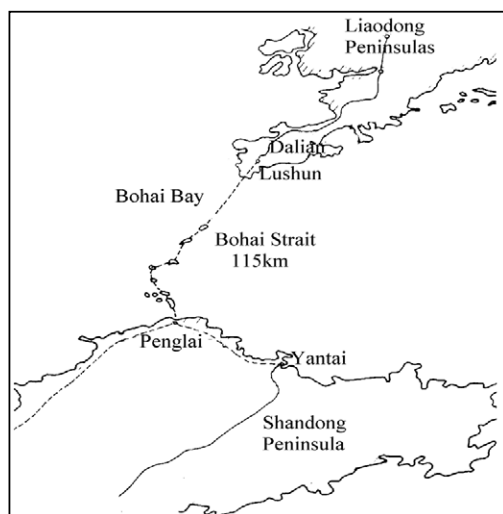 Liaodong
Peninsulas
Dalian
Lushun
Bohai Bay
Bohai Strait
115km
Penglai
Yantai
Shandong
Peninsula